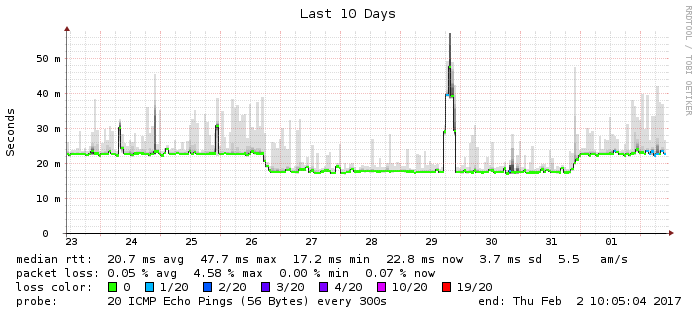 Last 10 Days
RRDTOOL / TOBI OETIKER
Seconds
50 m
40 m
30 m
20 m
10 m
0
23 24 25 26 27 28 29 30 31 01
median rtt: 20.7 ms avg 47.7 ms max 17.2 ms min 22.8 ms now 3.7 ms sd 5.5 am/s
packet loss: 0.05 % avg 4.58 % max 0.00 % min 0.07 % now
loss color: 0 1/20 2/20 3/20 4/20 10/20 19/20
probe: 20 ICMP Echo Pings (56 Bytes) every 300s end: Thu Feb 2 10:05:04 2017